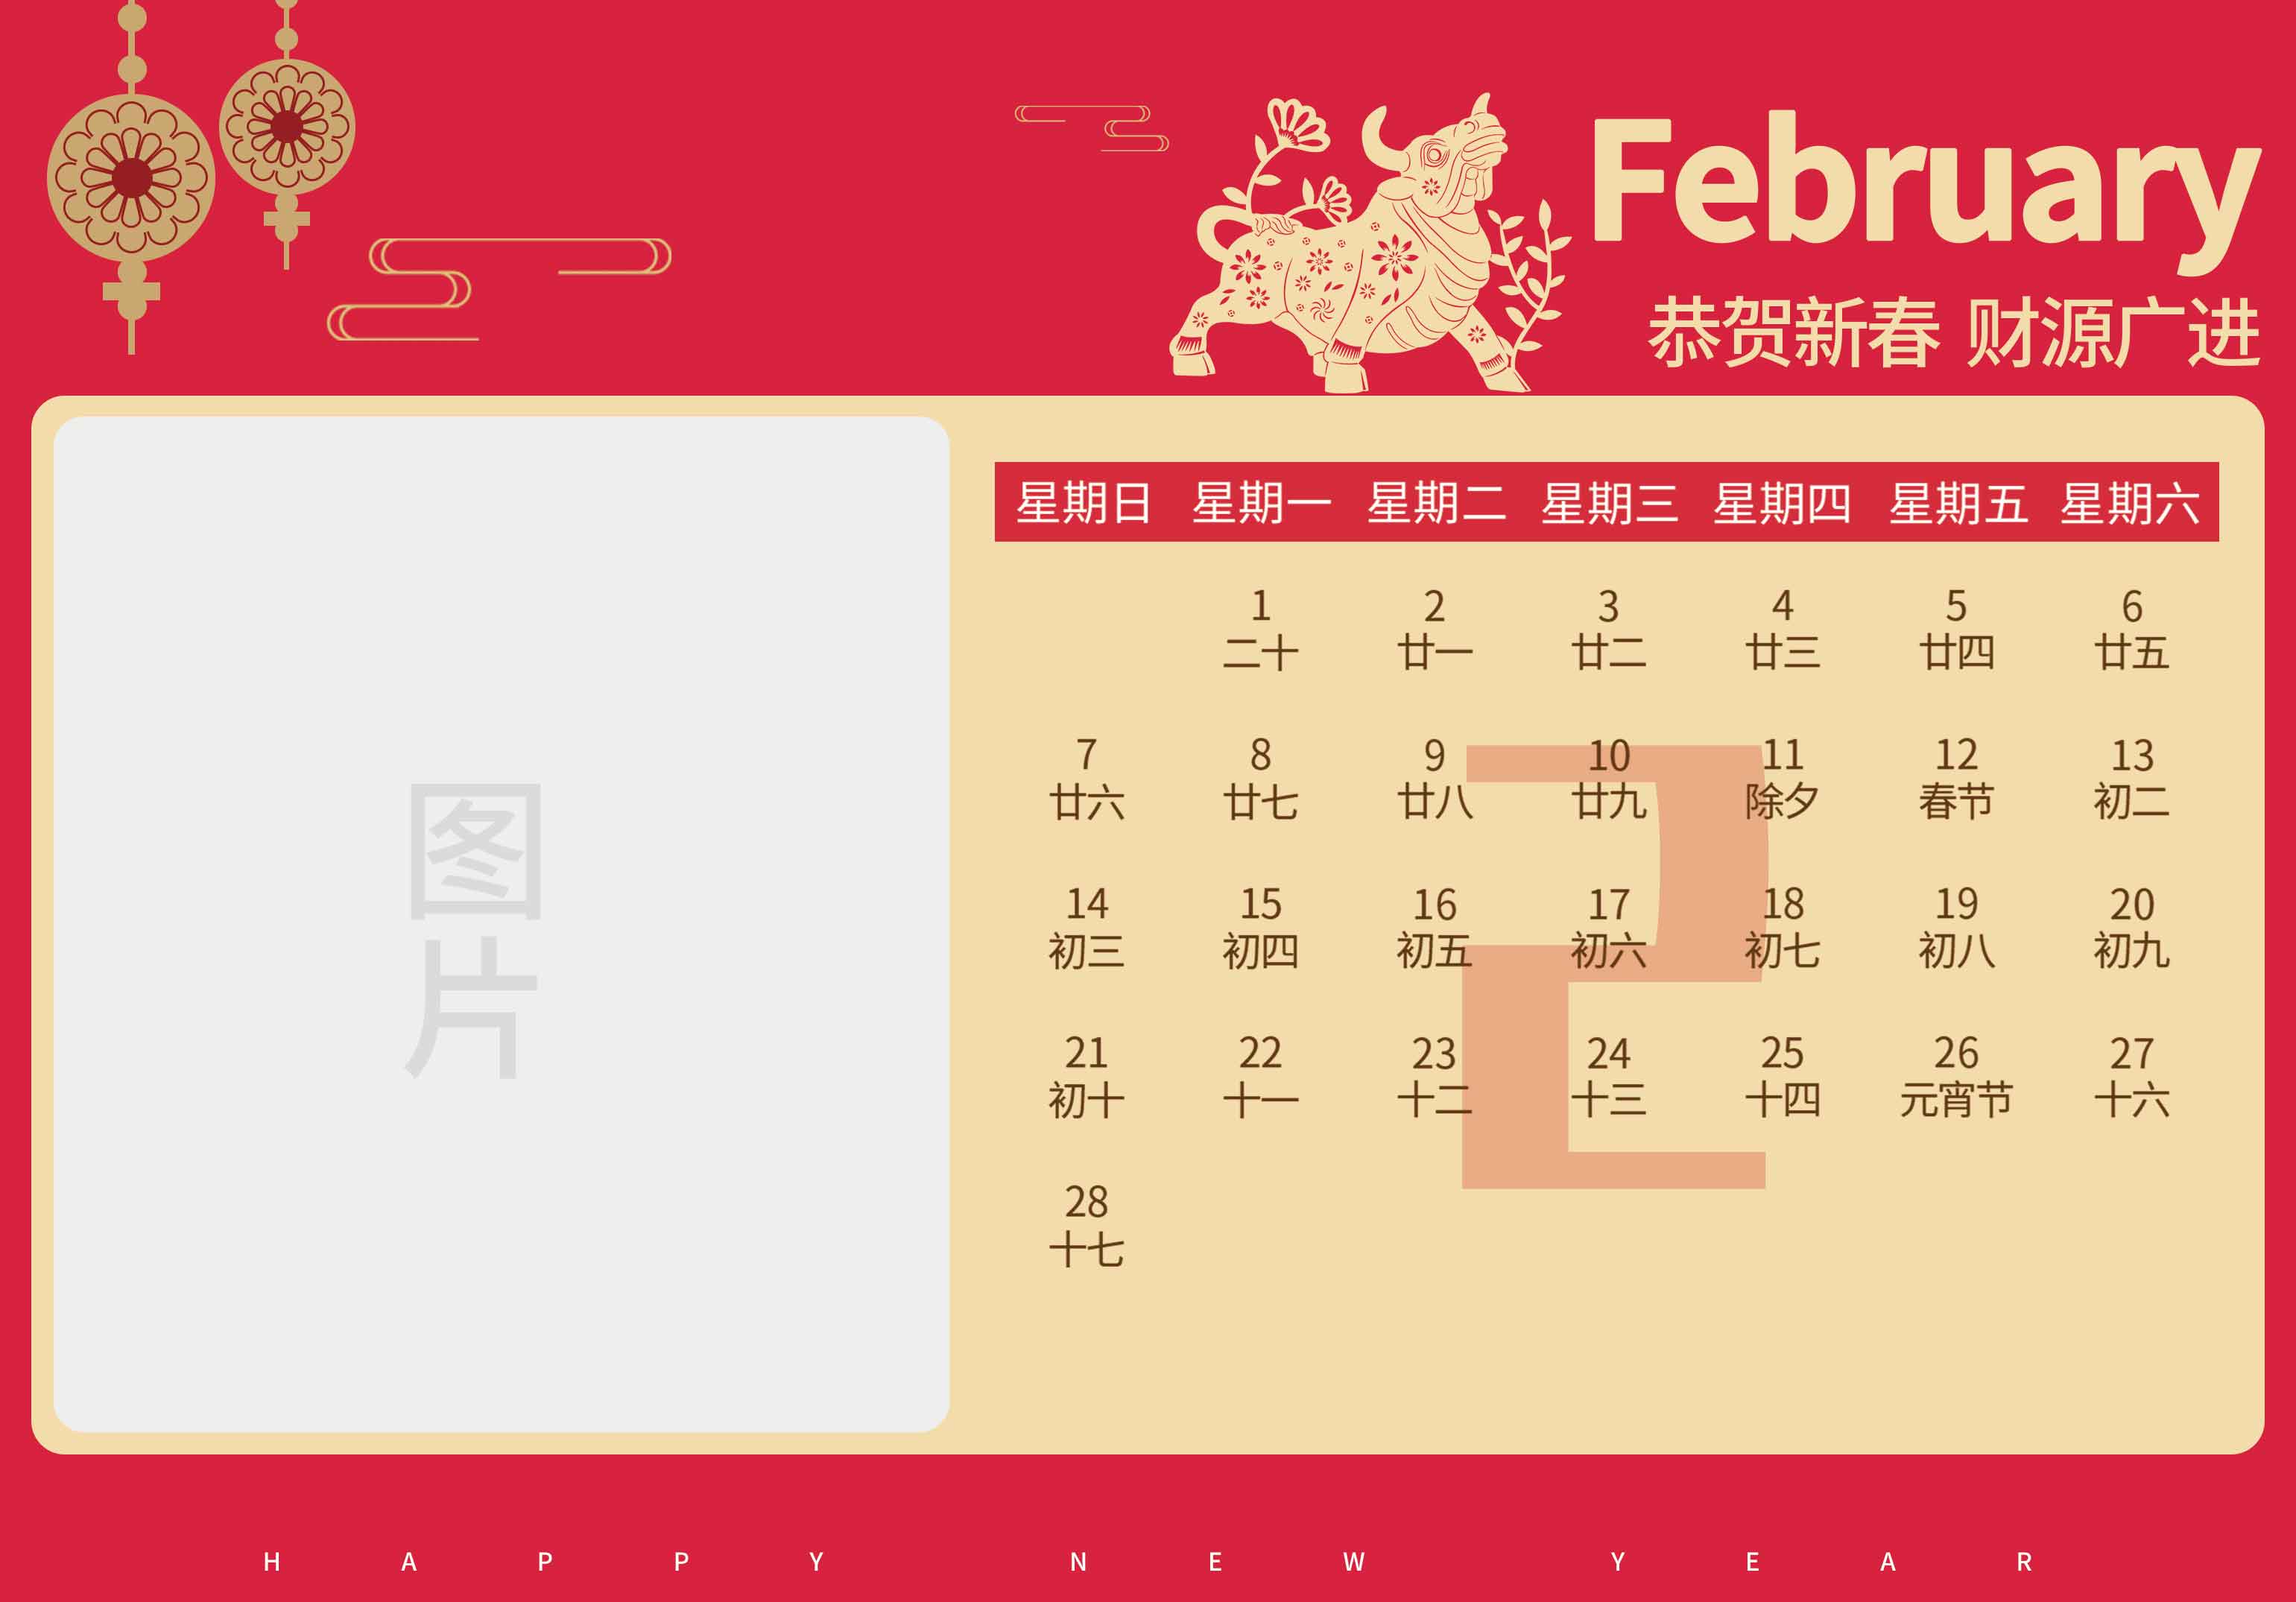 February
恭贺新春 财源广进
图
片
星期日 星期一 星期二 星期三 星期四 星期五 星期六
1 2 3 4 5 6
二十 廿一 廿二 廿三 廿四 廿五
7 8 9 10 11 12 13
廿六 廿七 廿八 廿九 除夕 春节 初二
14 15 16 17 18 19 20
初三 初四 初五 初六 初七 初八 初九
21 22 23 24 25 26 27
初十 十一 十二 十三 十四 元宵节 十六
28
十七
2
HAPPY NEW YEAR